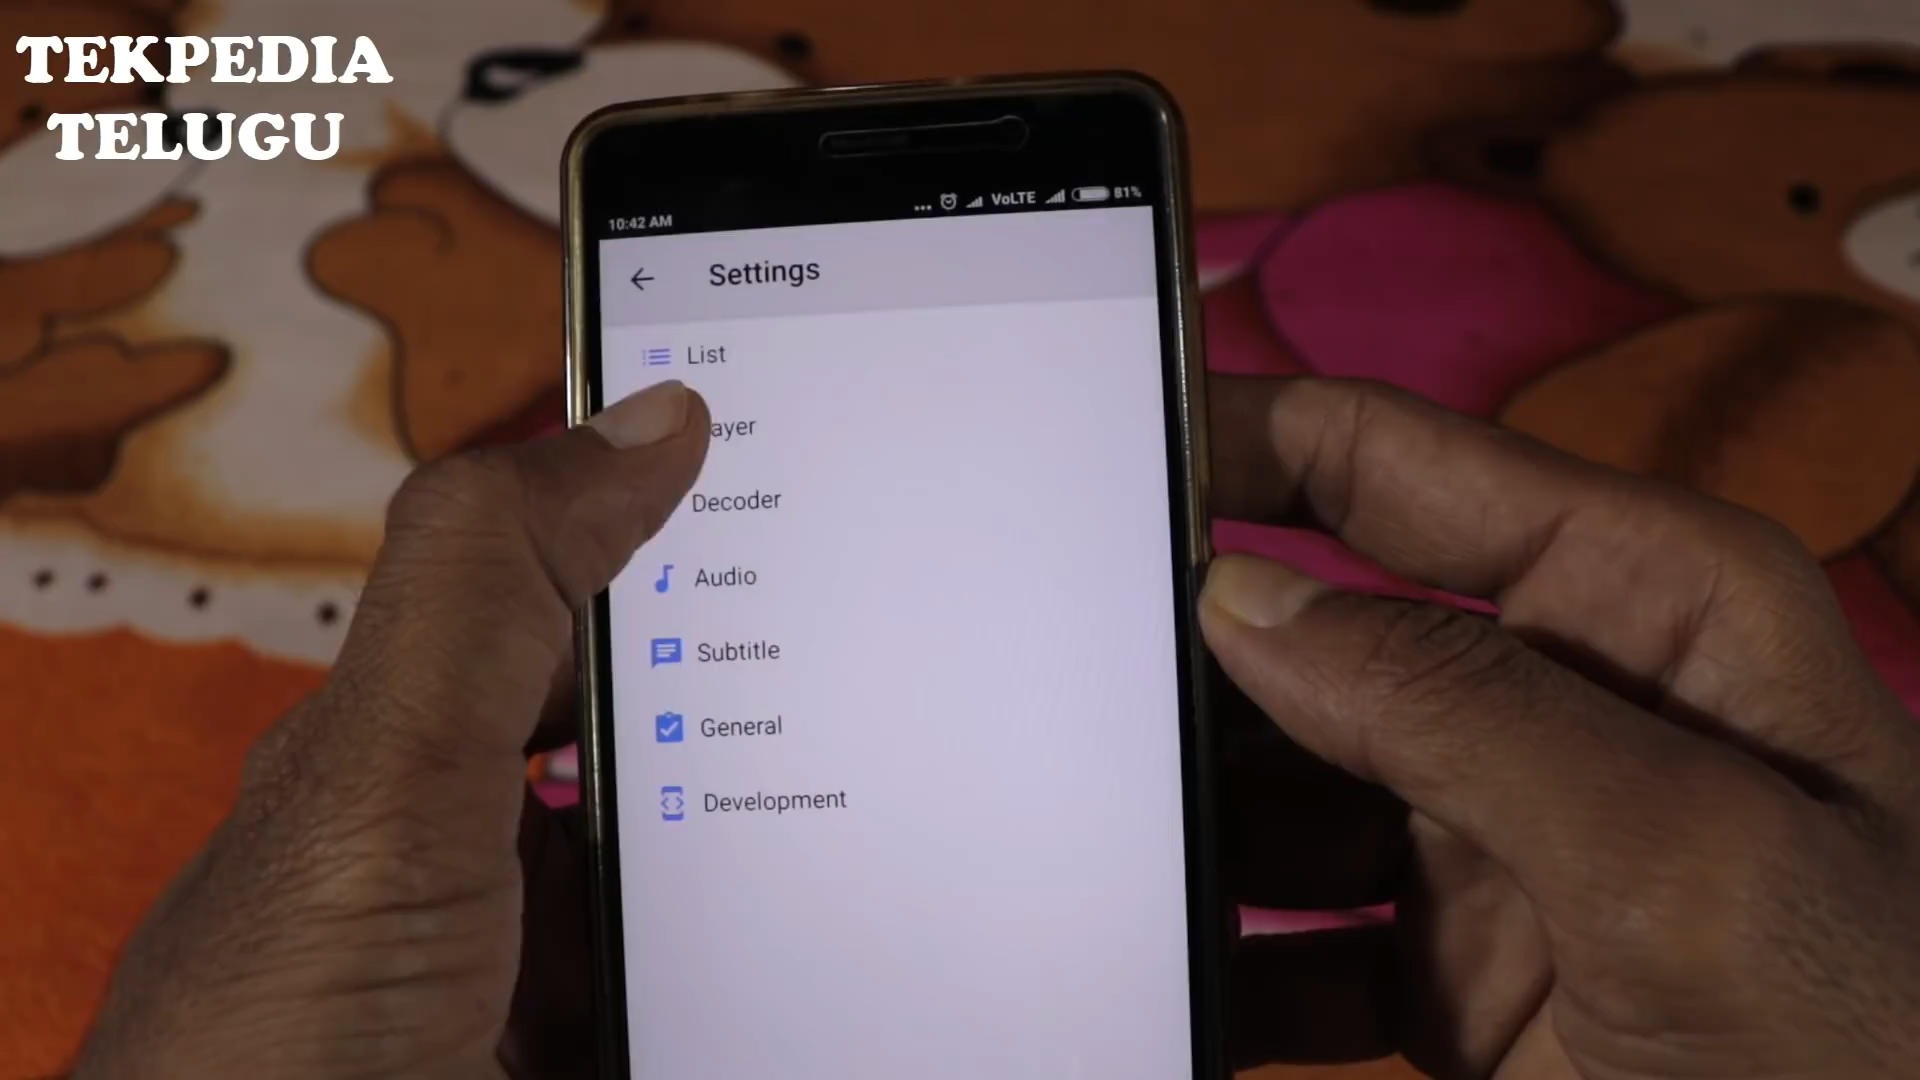 TEKPEDIA
TELUGU
10:42 AM
... VoLTE 81%
Settings
List
ayer
Decoder
Audio
Subtitle
General
Development